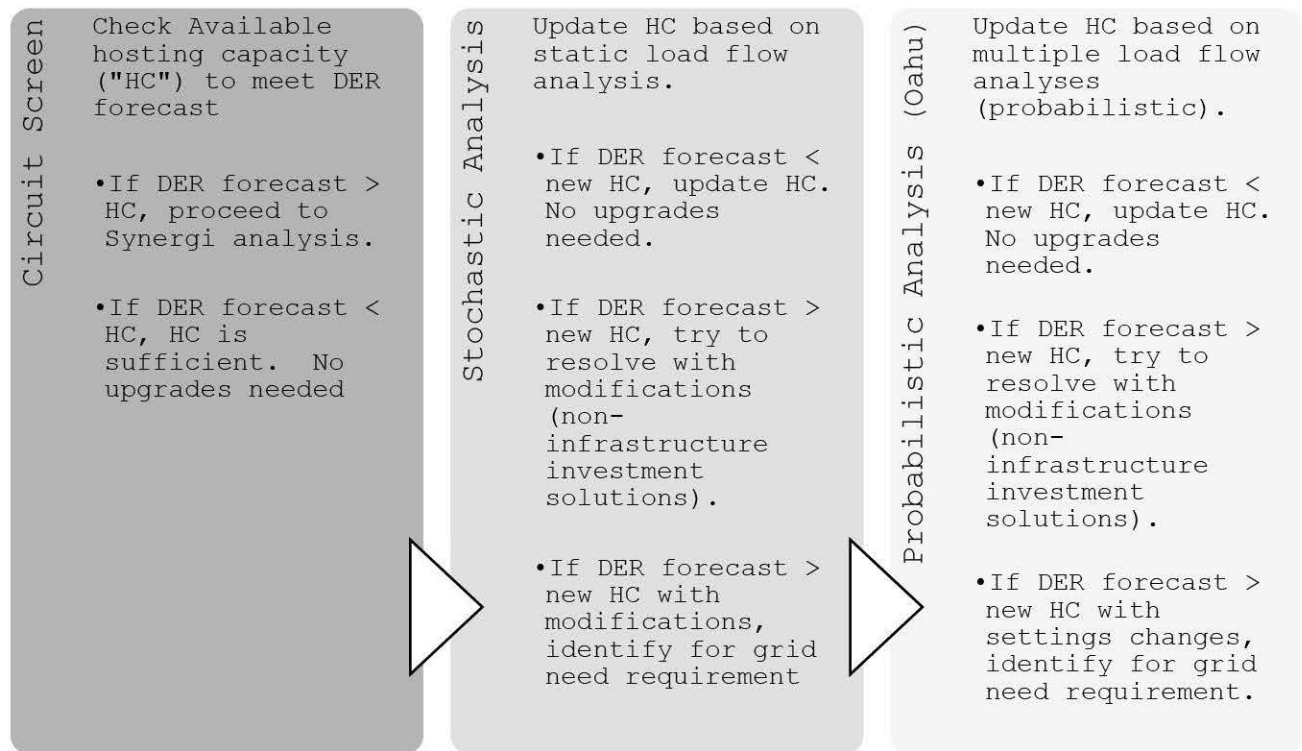 Circuit Screen
Check Available
hosting capacity
("HC") to meet DER
forecast
•If DER forecast >
HC, proceed to
Synergi analysis.
•If DER forecast <
HC, HC is
sufficient. No
upgrades needed
Stochastic Analysis
Update HC based on
static load flow
analysis.
•If DER forecast <
new HC, update HC.
No upgrades
needed.
•If DER forecast >
new HC, try to
resolve with
modifications
(non-
infrastructure
investment
solutions).
•If DER forecast >
new HC with
modifications,
identify for grid
need requirement
Probabilistic Analysis (Oahu)
Update HC based on
multiple load flow
analyses
(probabilistic).
•If DER forecast <
new HC, update HC.
No upgrades
needed.
•If DER forecast >
new HC, try to
resolve with
modifications
(non-
infrastructure
investment
solutions).
•If DER forecast >
new HC with
settings changes,
identify for grid
need requirement.